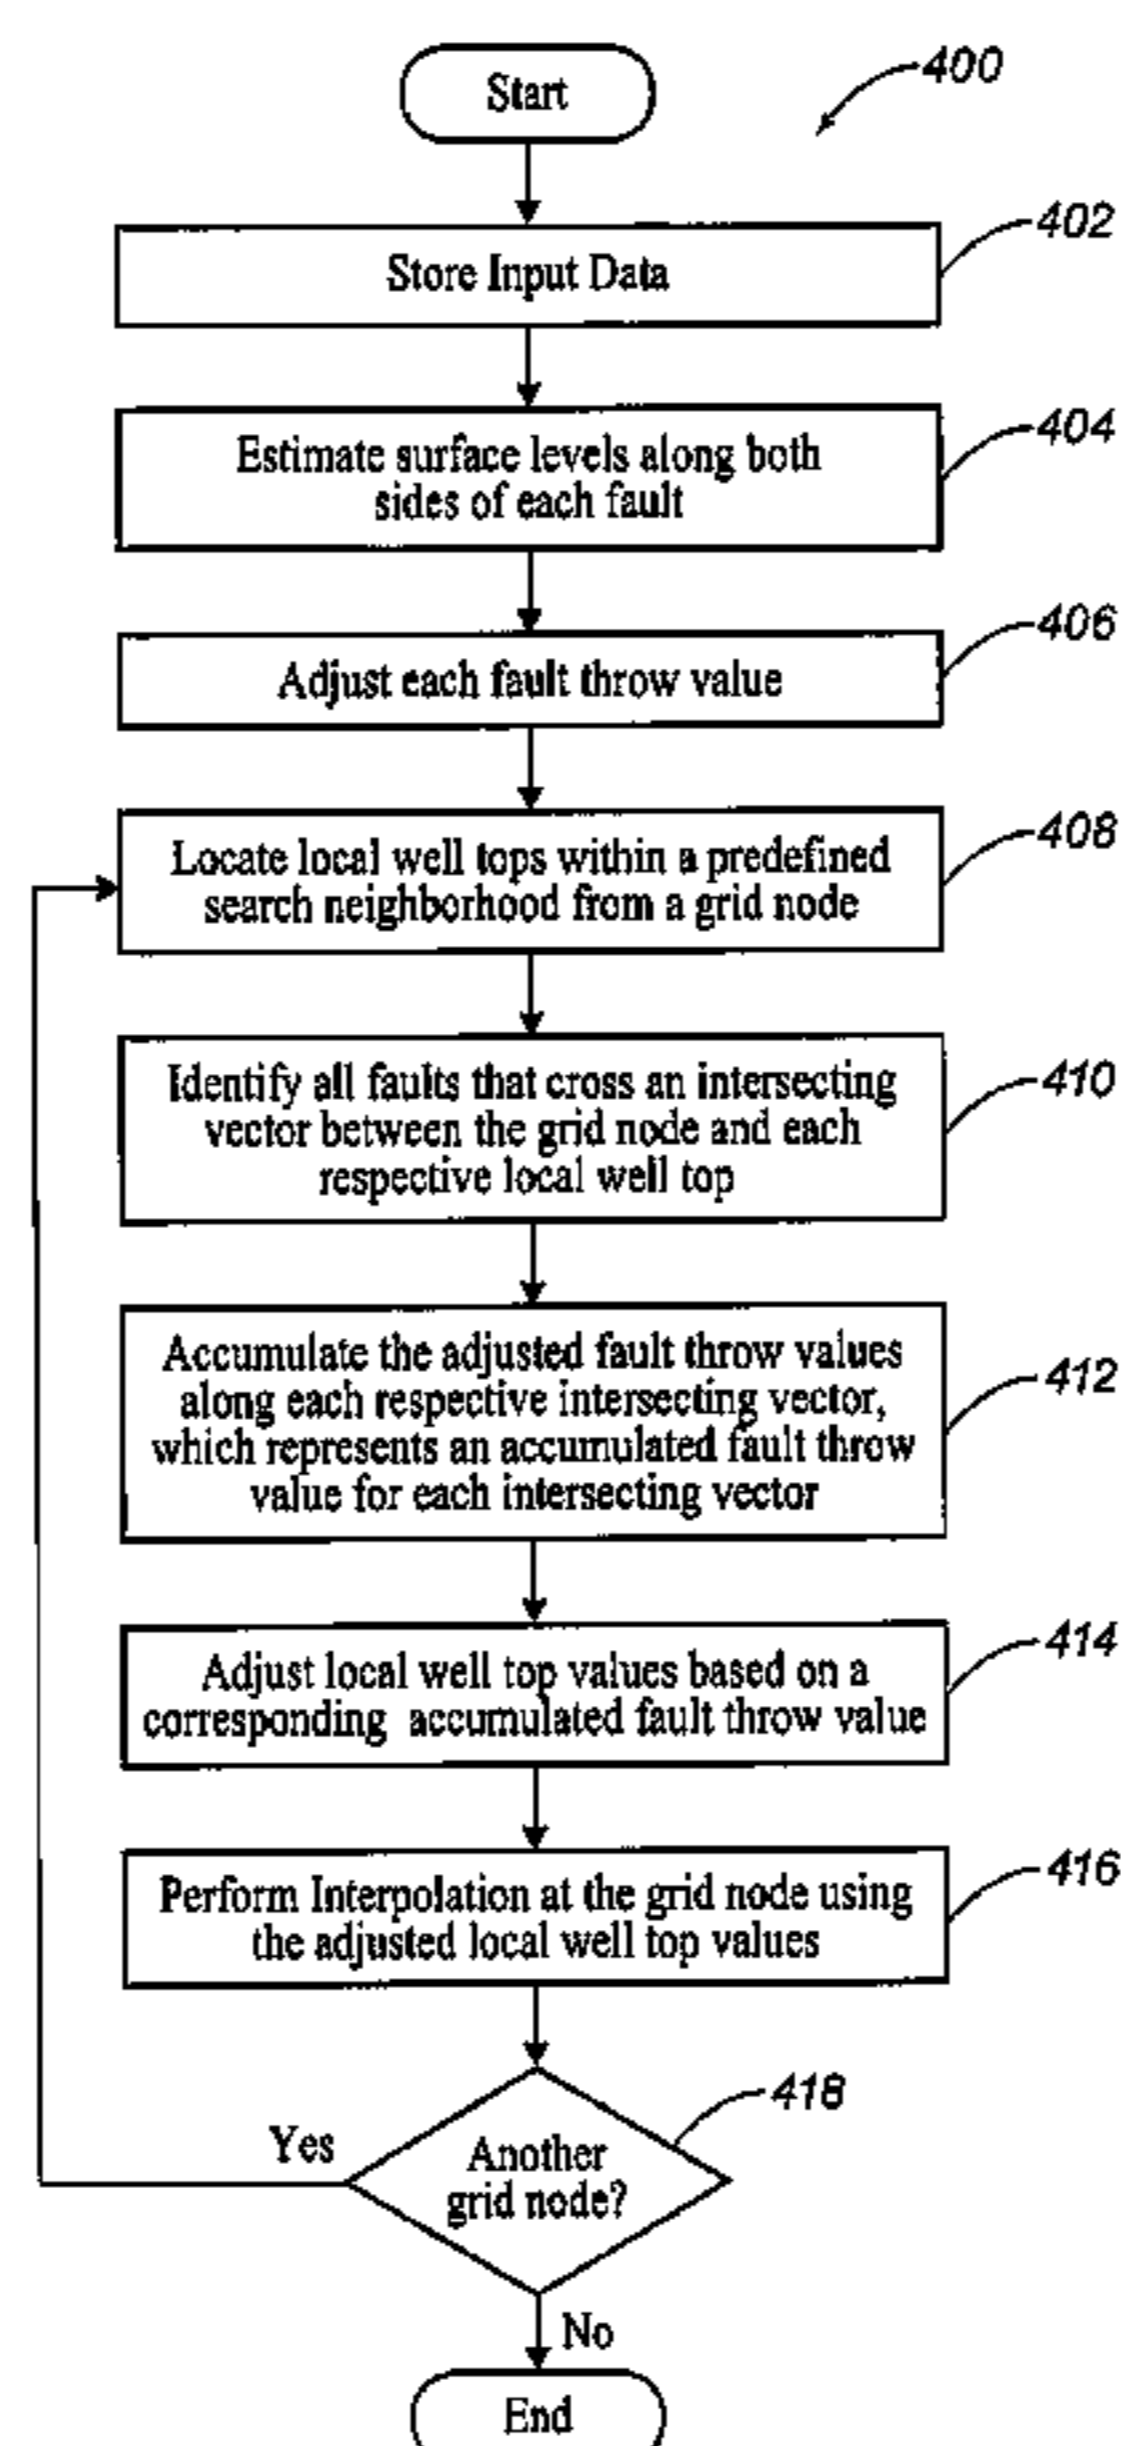 Start
400
402
Store Input Data
404
Estimate surface levels along both
sides of each fault
406
Adjust each fault throw value
408
Locate local well tops within a predefined
search neighborhood from a grid node
410
Identify all faults that cross an intersecting
vector between the grid node and each
respective local well top
412
Accumulate the adjusted fault throw values
along each respective intersecting vector,
which represents an accumulated fault throw
value for each intersecting vector
414
Adjust local well top values based on a
corresponding accumulated fault throw value
416
Perform Interpolation at the grid node using
the adjusted local well top values
418
Yes
Another
grid node?
No
End